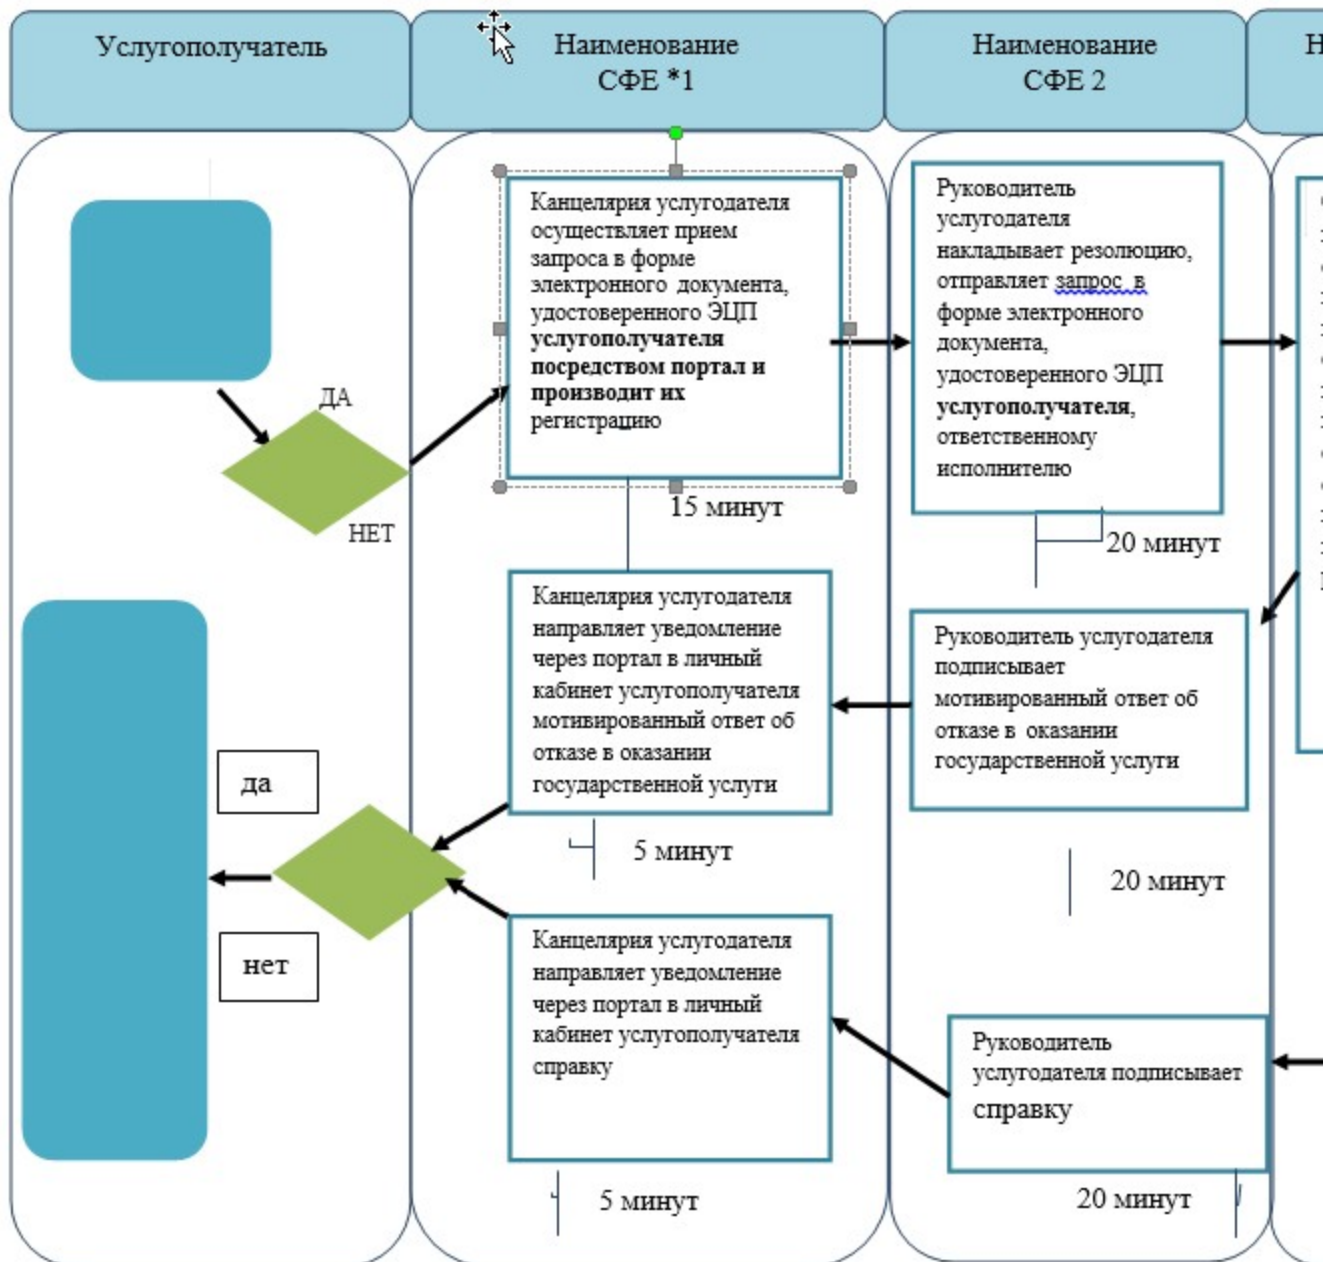 Услугополучатель
Наименование
СФЕ *1
Наименование
СФЕ 2
Н
Канцелярия услугодателя
осуществляет прием
запроса в форме
электронного документа,
удостоверенного ЭЦП
услугополучателя
посредством портал и
производит их
регистрацию
15 минут
Руководитель
услугодателя
накладывает резолюцию,
отправляет запрос в
форме электронного
документа,
удостоверенного ЭЦП
услугополучателя,
ответственному
исполнителю
20 минут
ДА
НЕТ
Канцелярия услугодателя
направляет уведомление
через портал в личный
кабинет услугополучателя
мотивированный ответ об
отказе в оказании
государственной услуги
5 минут
Руководитель услугодателя
подписывает
мотивированный ответ об
отказе в оказании
государственной услуги
20 минут
да
нет
Канцелярия услугодателя
направляет уведомление
через портал в личный
кабинет услугополучателя
справку
5 минут
Руководитель
услугодателя подписывает
справку
20 минут